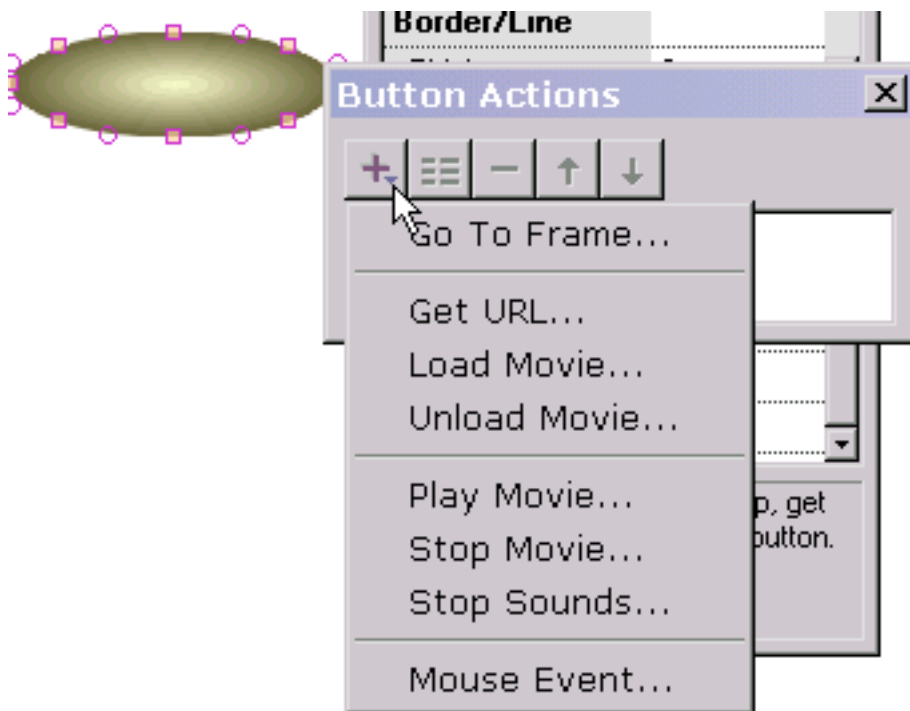 Border/Line
Button Actions
Go To Frame...
Get URL...
Load Movie...
Unload Movie...
Play Movie...
Stop Movie...
Stop Sounds...
Mouse Event...
p, get
button.